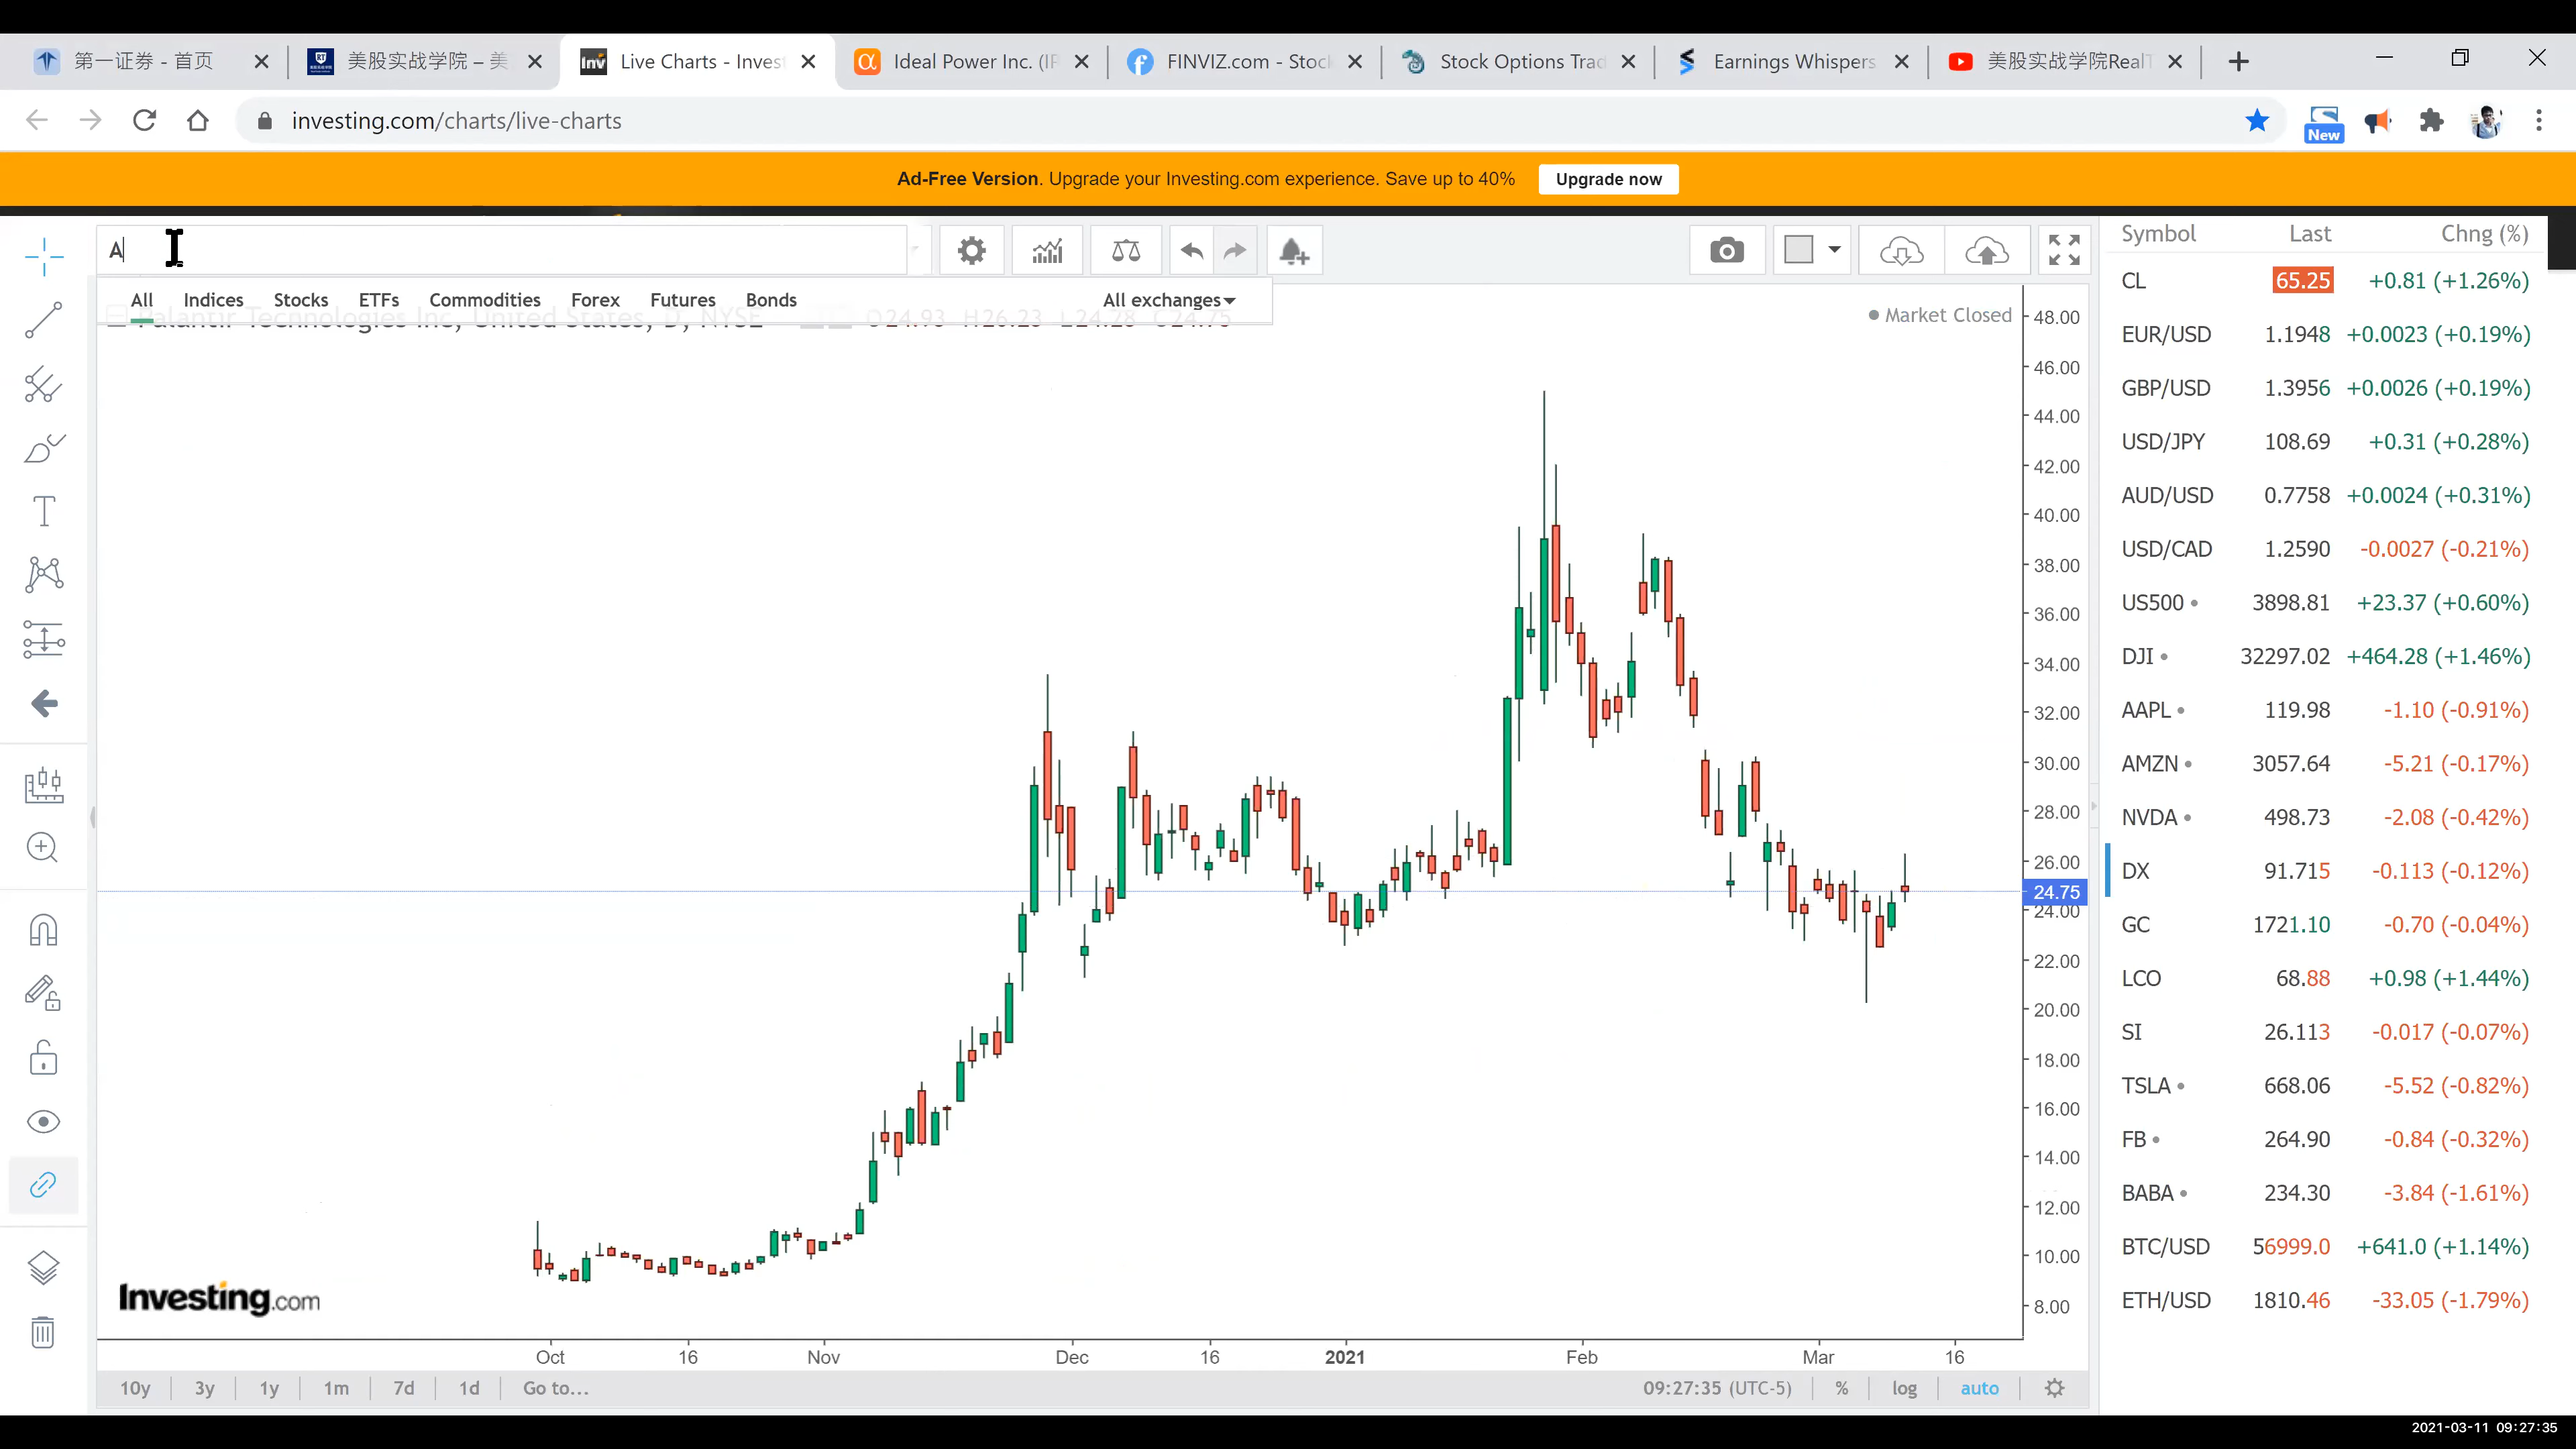 第一证券 - 首页
美股实战学院 – 美
Live Charts - Invest
Ideal Power Inc. (IP
FINVIZ.com - Stock
Stock Options Trad
Earnings Whispers
美股实战学院RealT
investing.com/charts/live-charts
New
Ad-Free Version. Upgrade your Investing.com experience. Save up to 40%
Upgrade now
A
All Indices Stocks ETFs Commodities Forex Futures Bonds All exchanges
Palantir Technologies Inc, United States, D, NYSE O24.93 H26.23 L24.28 C24.75
Market Closed
48.00
46.00
44.00
42.00
40.00
38.00
36.00
34.00
32.00
30.00
28.00
26.00
24.75
24.00
22.00
20.00
18.00
16.00
14.00
12.00
10.00
8.00
Investing.com
Oct 16 Nov Dec 16 2021 Feb Mar 16
10y 3y 1y 1m 7d 1d Go to... 09:27:35 (UTC-5) % log auto
Symbol Last Chng (%)
CL 65.25 +0.81 (+1.26%)
EUR/USD 1.1948 +0.0023 (+0.19%)
GBP/USD 1.3956 +0.0026 (+0.19%)
USD/JPY 108.69 +0.31 (+0.28%)
AUD/USD 0.7758 +0.0024 (+0.31%)
USD/CAD 1.2590 -0.0027 (-0.21%)
US500 3898.81 +23.37 (+0.60%)
DJI 32297.02 +464.28 (+1.46%)
AAPL 119.98 -1.10 (-0.91%)
AMZN 3057.64 -5.21 (-0.17%)
NVDA 498.73 -2.08 (-0.42%)
DX 91.715 -0.113 (-0.12%)
GC 1721.10 -0.70 (-0.04%)
LCO 68.88 +0.98 (+1.44%)
SI 26.113 -0.017 (-0.07%)
TSLA 668.06 -5.52 (-0.82%)
FB 264.90 -0.84 (-0.32%)
BABA 234.30 -3.84 (-1.61%)
BTC/USD 56999.0 +641.0 (+1.14%)
ETH/USD 1810.46 -33.05 (-1.79%)
2021-03-11 09:27:35